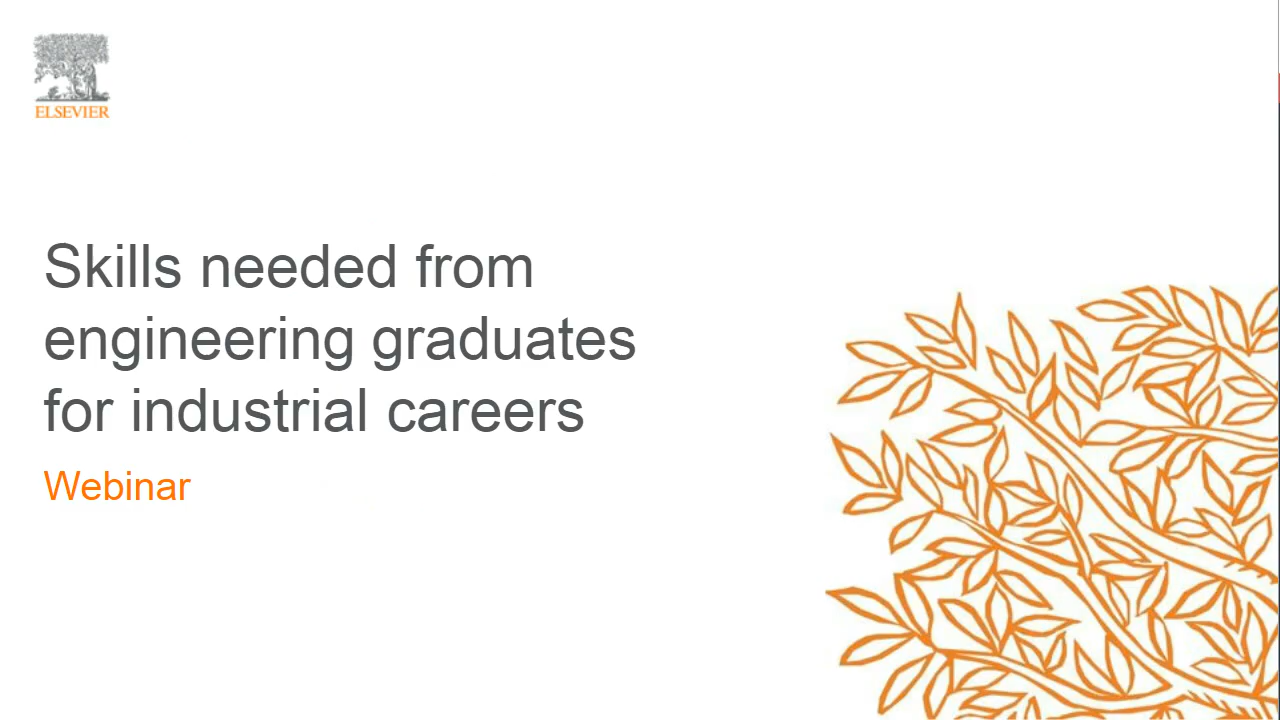 ELSEVIER
Skills needed from
engineering graduates
for industrial careers
Webinar